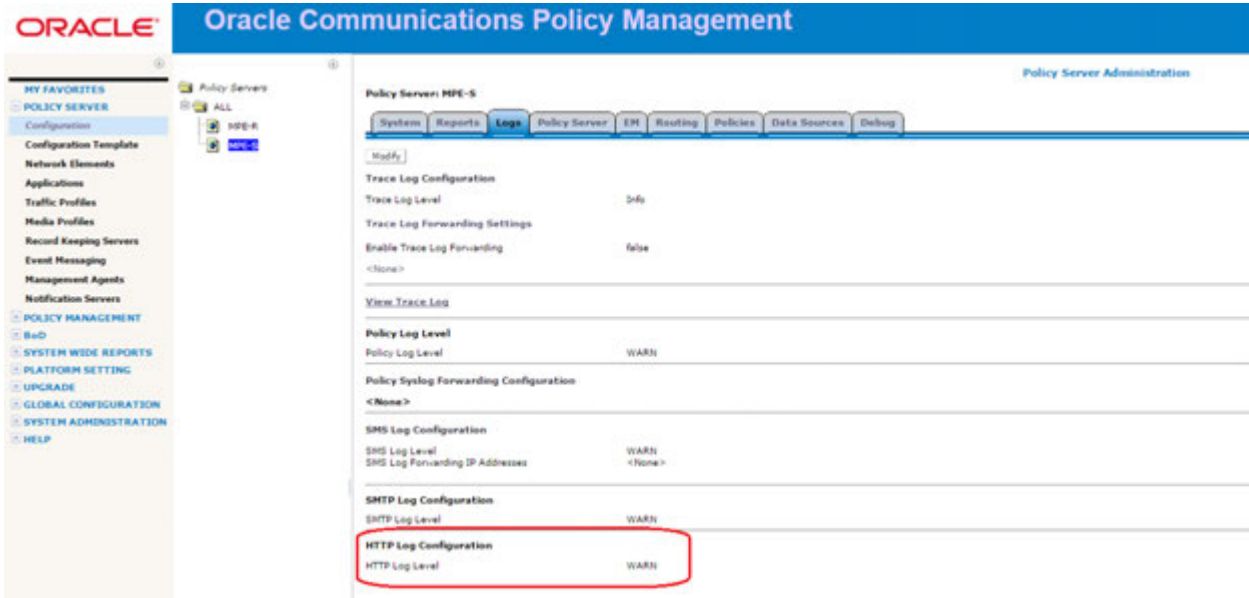 ORACLE
Oracle Communications Policy Management
MY FAVORITES
POLICY SERVER
Configuration
Configuration Template
Network Elements
Applications
Traffic Profiles
Media Profiles
Record Keeping Servers
Event Messaging
Management Agents
Notification Servers
POLICY MANAGEMENT
BoD
SYSTEM WIDE REPORTS
PLATFORM SETTING
UPGRADE
GLOBAL CONFIGURATION
SYSTEM ADMINISTRATION
HELP
Policy Servers
ALL
MPE-R
MPE-S
Policy Server Administration
Policy Server: MPE-S
System Reports Logs Policy Server EM Routing Policies Data Sources Debug
Modify
Trace Log Configuration
Trace Log Level Info
Trace Log Forwarding Settings
Enable Trace Log Forwarding false
<None>
View Trace Log
Policy Log Level
Policy Log Level WARN
Policy Syslog Forwarding Configuration
<None>
SMS Log Configuration
SMS Log Level WARN
SMS Log Forwarding IP Addresses <None>
SMTP Log Configuration
SMTP Log Level WARN
HTTP Log Configuration
HTTP Log Level WARN